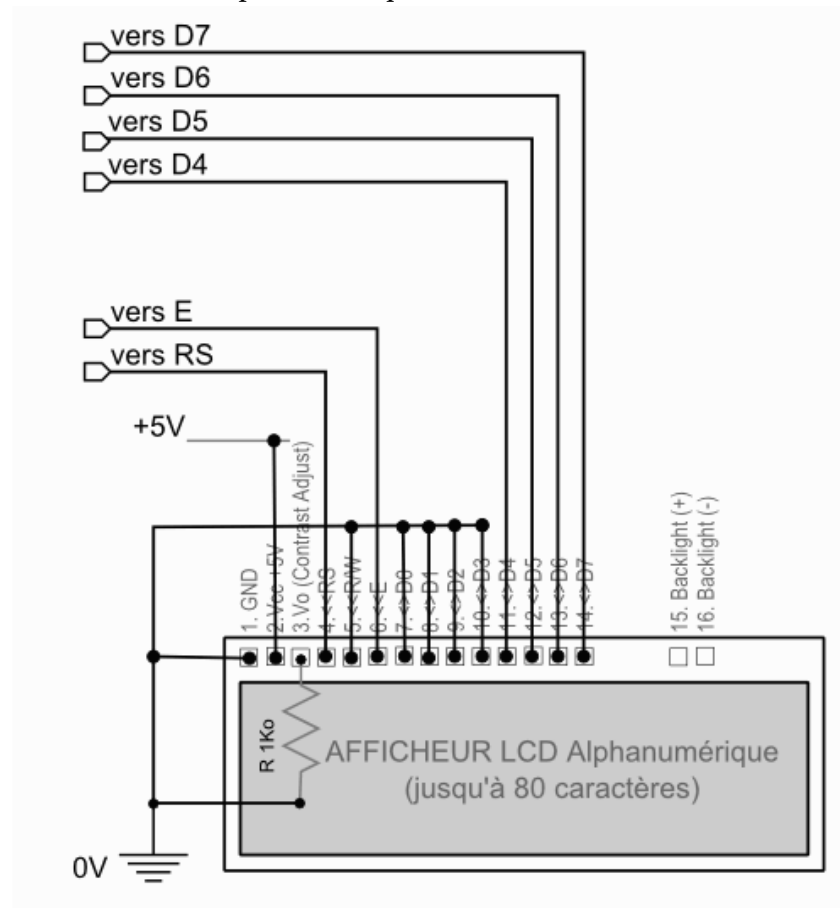 vers D7
vers D6
vers D5
vers D4
vers E
vers RS
+5V
1. GND
2.Vcc +5V
3.Vo (Contrast Adjust)
4.<<RS
5.<<R/W
6.<<E
7.<>D0
8.<>D1
9.<>D2
10.<>D3
11.<>D4
12.<>D5
13.<>D6
14.<>D7
15. Backlight (+)
16. Backlight (-)
R 1Ko
AFFICHEUR LCD Alphanumérique
(jusqu'à 80 caractères)
0V